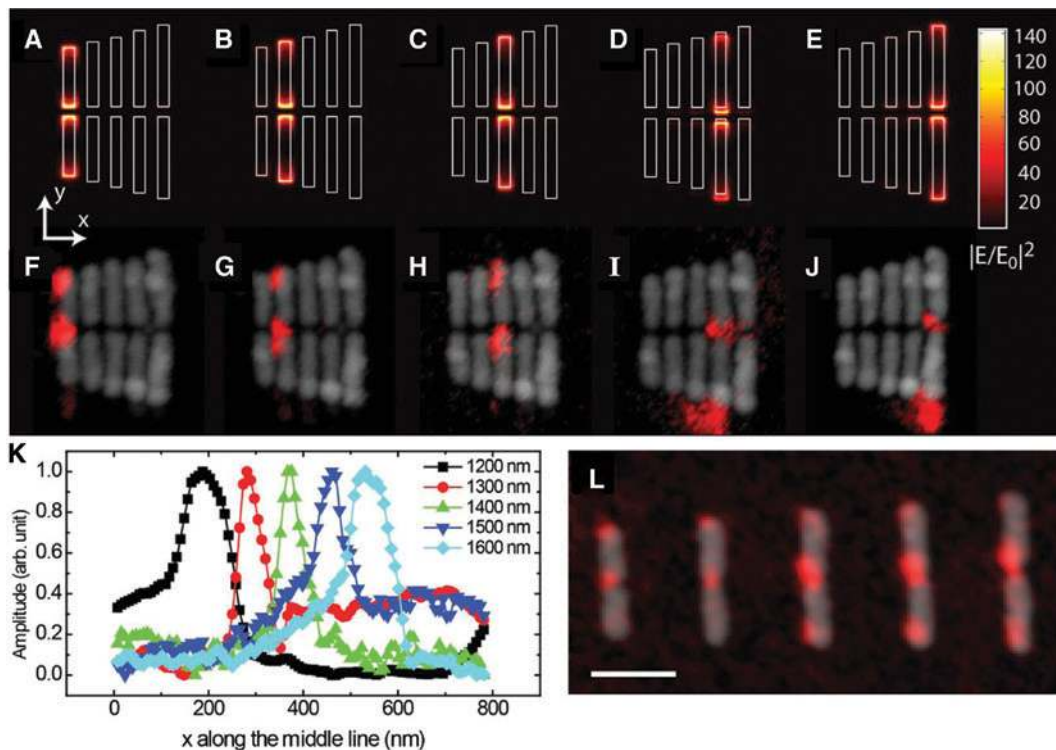 A
B
C
D
E
140
120
100
80
60
40
20
|E/E₀|²
y
x
F
G
H
I
J
K
1.0
0.8
0.6
0.4
0.2
0.0
Amplitude (arb. unit)
1200 nm
1300 nm
1400 nm
1500 nm
1600 nm
0
200
400
600
800
x along the middle line (nm)
L